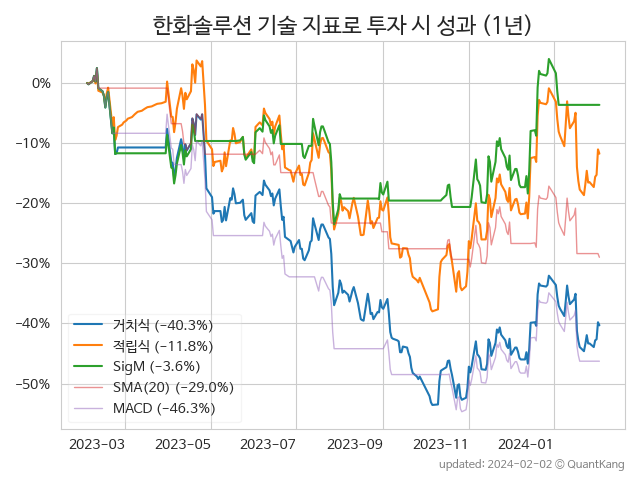 한화솔루션 기술 지표로 투자 시 성과 (1년)
0%
−10%
−20%
−30%
−40%
−50%
거치식 (−40.3%)
적립식 (−11.8%)
SigM (−3.6%)
SMA(20) (−29.0%)
MACD (−46.3%)
2023−03
2023−05
2023−07
2023−09
2023−11
2024−01
updated: 2024−02−02 © QuantKang